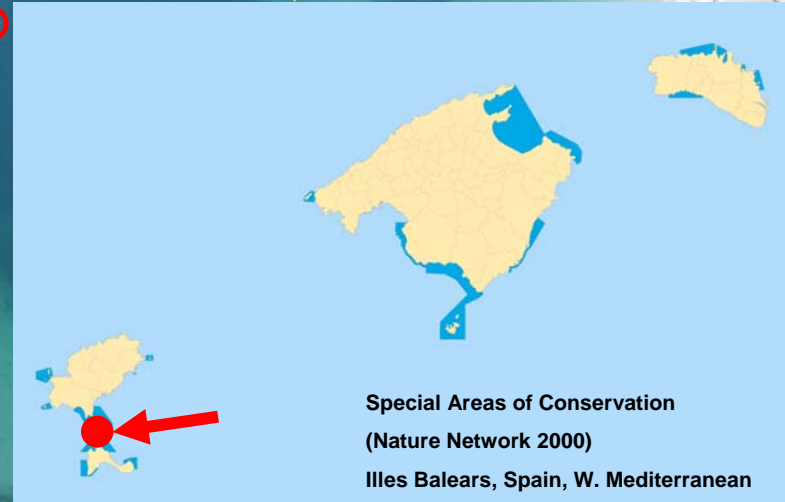 Special Areas of Conservation
(Nature Network 2000)
Illes Balears, Spain, W. Mediterranean